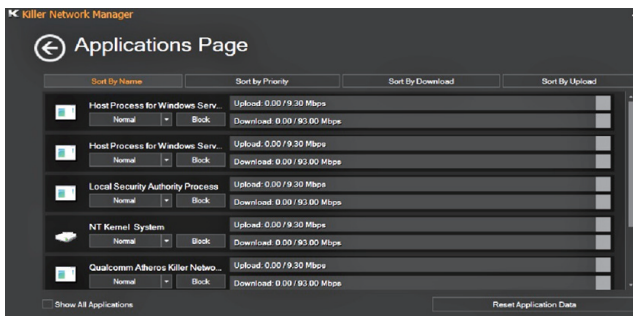 Killer Network Manager
Applications Page
Sort By Name Sort by Priority Sort By Download Sort By Upload
Host Process for Windows Serv... Upload: 0.00 / 9.30 Mbps
Normal Block Download: 0.00 / 93.00 Mbps
Host Process for Windows Serv... Upload: 0.00 / 9.30 Mbps
Normal Block Download: 0.00 / 93.00 Mbps
Local Security Authority Process Upload: 0.00 / 9.30 Mbps
Normal Block Download: 0.00 / 93.00 Mbps
NT Kernel System Upload: 0.00 / 9.30 Mbps
Normal Block Download: 0.00 / 93.00 Mbps
Qualcomm Atheros Killer Netwo... Upload: 0.00 / 9.30 Mbps
Normal Block Download: 0.00 / 93.00 Mbps
Show All Applications Reset Application Data